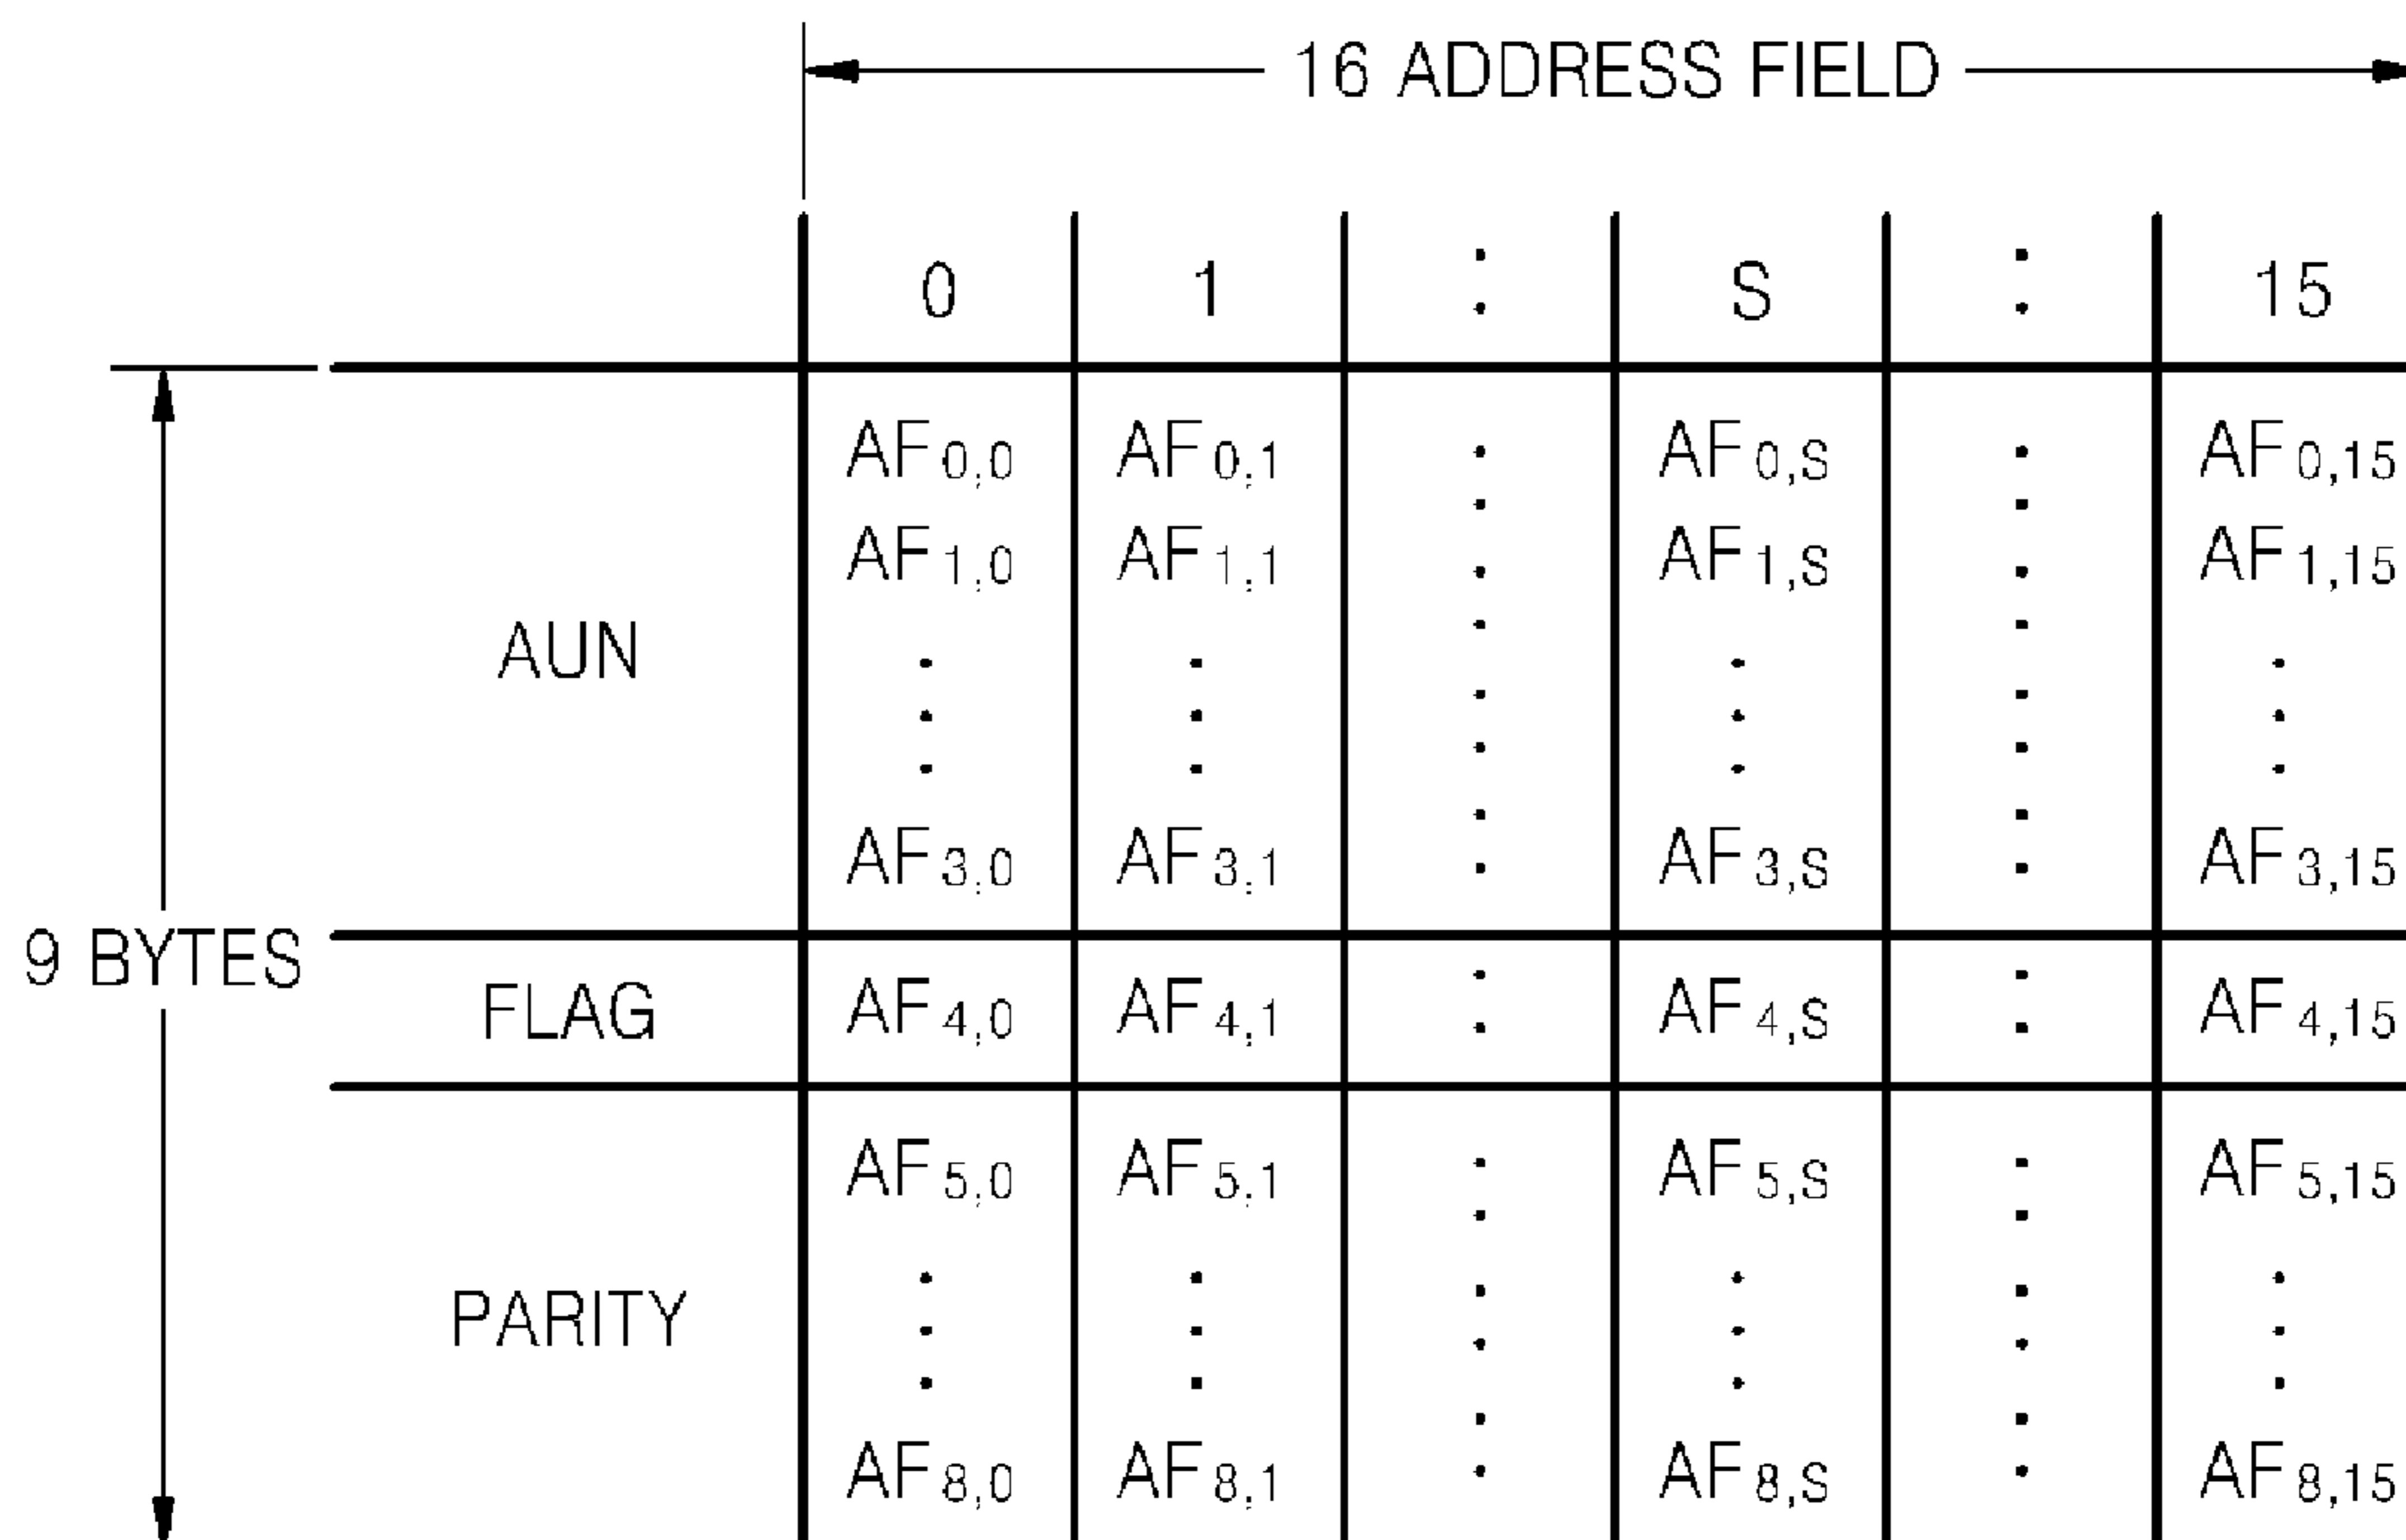 16 ADDRESS FIELD
0 1 : S : 15
AF0,0 AF0,1 : AF0,S : AF0,15
AF1,0 AF1,1 : AF1,S : AF1,15
AUN
AF3,0 AF3,1 : AF3,S : AF3,15
9 BYTES
FLAG AF4,0 AF4,1 : AF4,S : AF4,15
AF5,0 AF5,1 : AF5,S : AF5,15
PARITY
AF8,0 AF8,1 : AF8,S : AF8,15